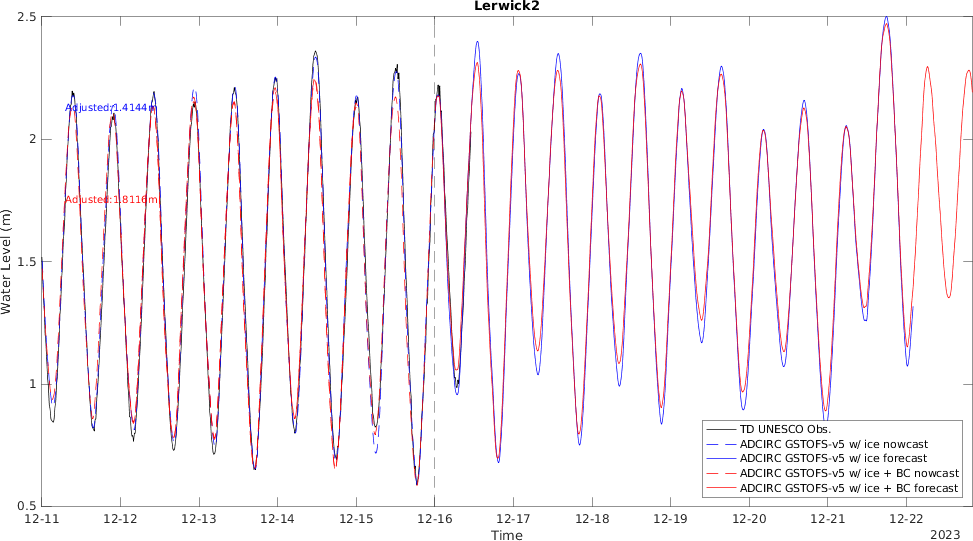 Lerwick2
2.5
2
1.5
1
0.5
Water Level (m)
Adjusted:1.4144m
Adjusted:1.8116m
12-11 12-12 12-13 12-14 12-15 12-16 12-17 12-18 12-19 12-20 12-21 12-22
Time
2023
TD UNESCO Obs.
ADCIRC GSTOFS-v5 w/ ice nowcast
ADCIRC GSTOFS-v5 w/ ice forecast
ADCIRC GSTOFS-v5 w/ ice + BC nowcast
ADCIRC GSTOFS-v5 w/ ice + BC forecast